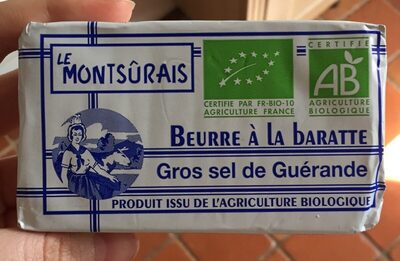 LE
MONTSÛRAIS
CERTIFIÉ PAR FR-BIO-10
AGRICULTURE FRANCE
CERTIFIÉ
AB
AGRICULTURE
BIOLOGIQUE
BEURRE À LA BARATTE
Gros sel de Guérande
PRODUIT ISSU DE L'AGRICULTURE BIOLOGIQUE